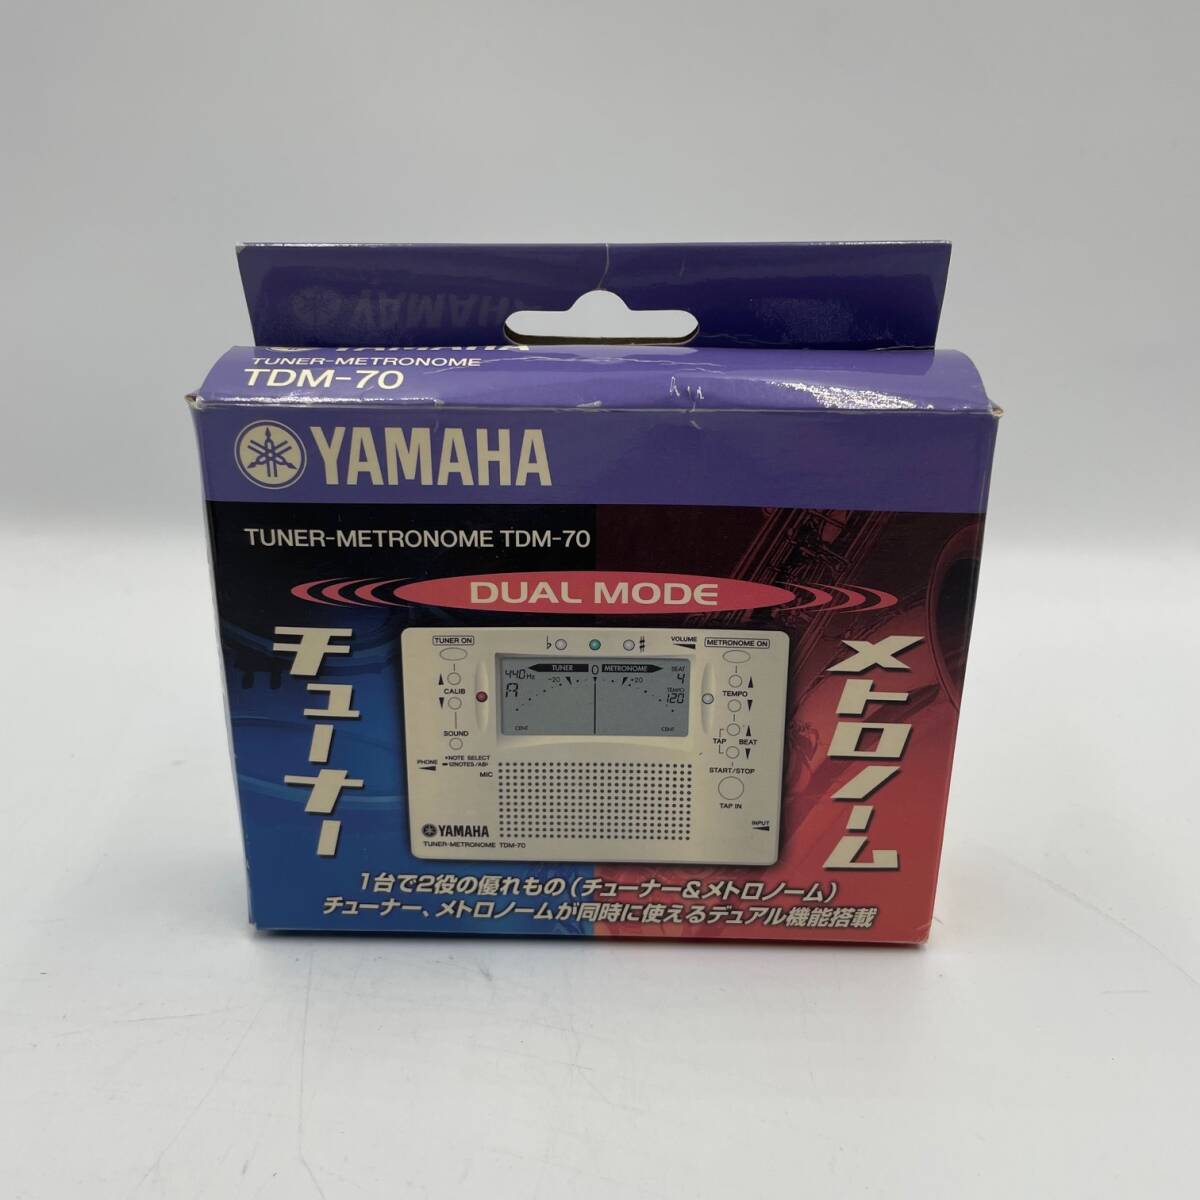 YAMAHA
TUNER-METRONOME
TDM-70
YAMAHA
TUNER-METRONOME TDM-70
DUAL MODE
チューナー
メトロノーム
TUNER ON
♭
♯
VOLUME
METRONOME ON
TUNER 0 METRONOME
440Hz
-20
+20
BEAT
4
A
TEMPO
120
CENT
CENT
CALIB
SOUND
TEMPO
TAP
BEAT
PHONE
NOTE SELECT
12NOTES/AB♭
MIC
START/STOP
TAP IN
INPUT
YAMAHA
TUNER-METRONOME TDM-70
1台で2役の優れもの(チューナー&メトロノーム)
チューナー、メトロノームが同時に使えるデュアル機能搭載